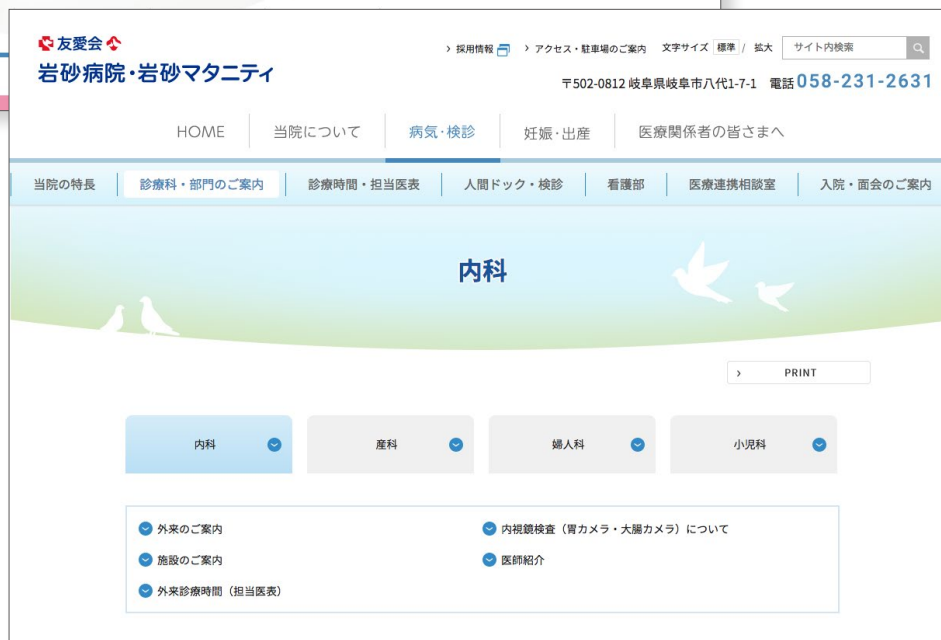 友愛会
岩砂病院・岩砂マタニティ
採用情報 アクセス・駐車場のご案内 文字サイズ 標準 / 拡大 サイト内検索
〒502-0812 岐阜県岐阜市八代1-7-1 電話 058-231-2631
HOME 当院について 病気・検診 妊娠・出産 医療関係者の皆さまへ
当院の特長 診療科・部門のご案内 診療時間・担当医表 人間ドック・検診 看護部 医療連携相談室 入院・面会のご案内
内科
PRINT
内科 産科 婦人科 小児科
外来のご案内 内視鏡検査（胃カメラ・大腸カメラ）について
施設のご案内 医師紹介
外来診療時間（担当医表）